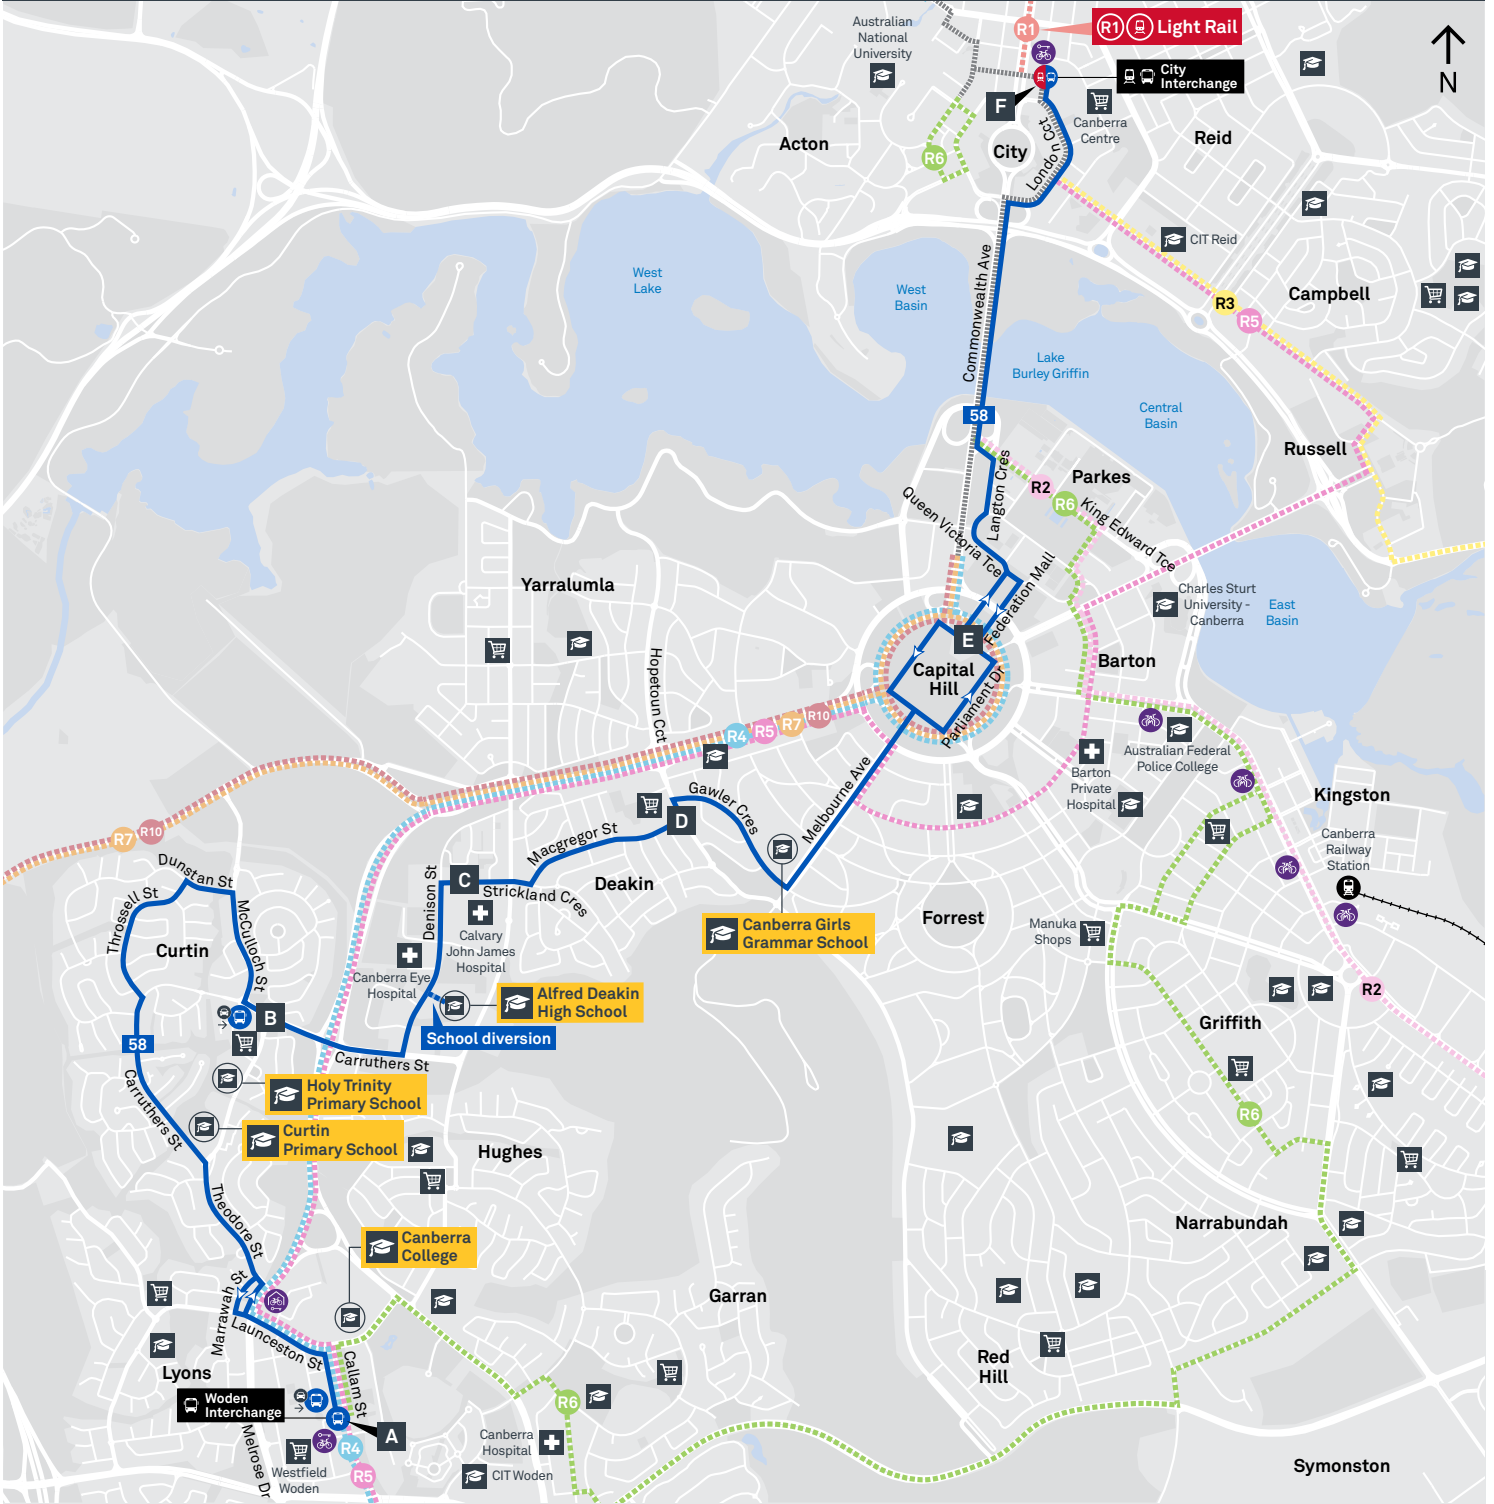 Australian
National
University
R1
R1 Light Rail
City
Interchange
N
F
Canberra
Centre
Acton
City
Reid
R6
London Cct
CIT Reid
West
Lake
West
Basin
Commonwealth Ave
R3
R5
Campbell
Lake
Burley Griffin
Central
Basin
58
Russell
Langton Cres
Parkes
R2
R6
Queen Victoria Tce
King Edward Tce
Yarralumla
Federation Mall
Charles Sturt
University -
Canberra
East
Basin
E
Capital
Hill
Parliament Dr
Barton
Hopetoun Cct
R4
R5
R7
R10
Australian Federal
Police College
Barton
Private
Hospital
Kingston
Canberra
Railway
Station
Gawler Cres
Melbourne Ave
D
R7
R10
Macgregor St
Dunstan St
Throssell St
McCulloch St
Denison St
C
Strickland Cres
Deakin
Canberra Girls
Grammar School
Forrest
Manuka
Shops
Curtin
Calvary
John James
Hospital
Canberra Eye
Hospital
Alfred Deakin
High School
R2
B
School diversion
Griffith
58
Carruthers St
Carruthers St
Holy Trinity
Primary School
Curtin
Primary School
R6
Hughes
Theodore St
Narrabundah
Canberra
College
Marrawah St
Launceston St
Garran
Lyons
Callam St
Red
Hill
Woden
Interchange
A
R6
Melrose Dr
R4
R5
Westfield
Woden
Canberra
Hospital
CIT Woden
Symonston